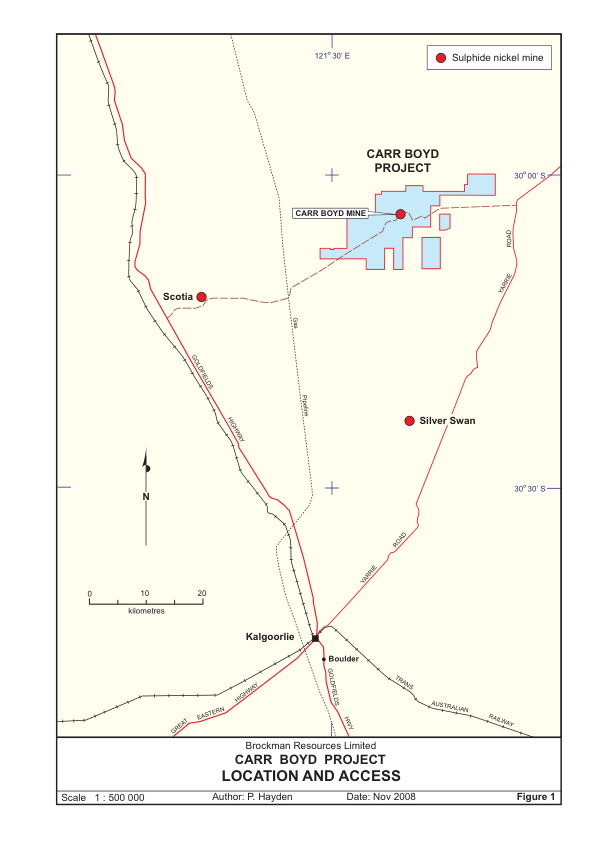 121° 30' E
Sulphide nickel mine
CARR BOYD
PROJECT
30° 00' S
CARR BOYD MINE
ROAD
YARRIE
Scotia
Gas
Pipeline
GOLDFIELDS
HIGHWAY
Silver Swan
N
30° 30' S
0 10 20
kilometres
YARRIE ROAD
Kalgoorlie
Boulder
GREAT EASTERN HIGHWAY
GOLDFIELDS HWY
TRANS AUSTRALIAN RAILWAY
Brockman Resources Limited
CARR BOYD PROJECT
LOCATION AND ACCESS
Scale 1 : 500 000 Author: P. Hayden Date: Nov 2008 Figure 1